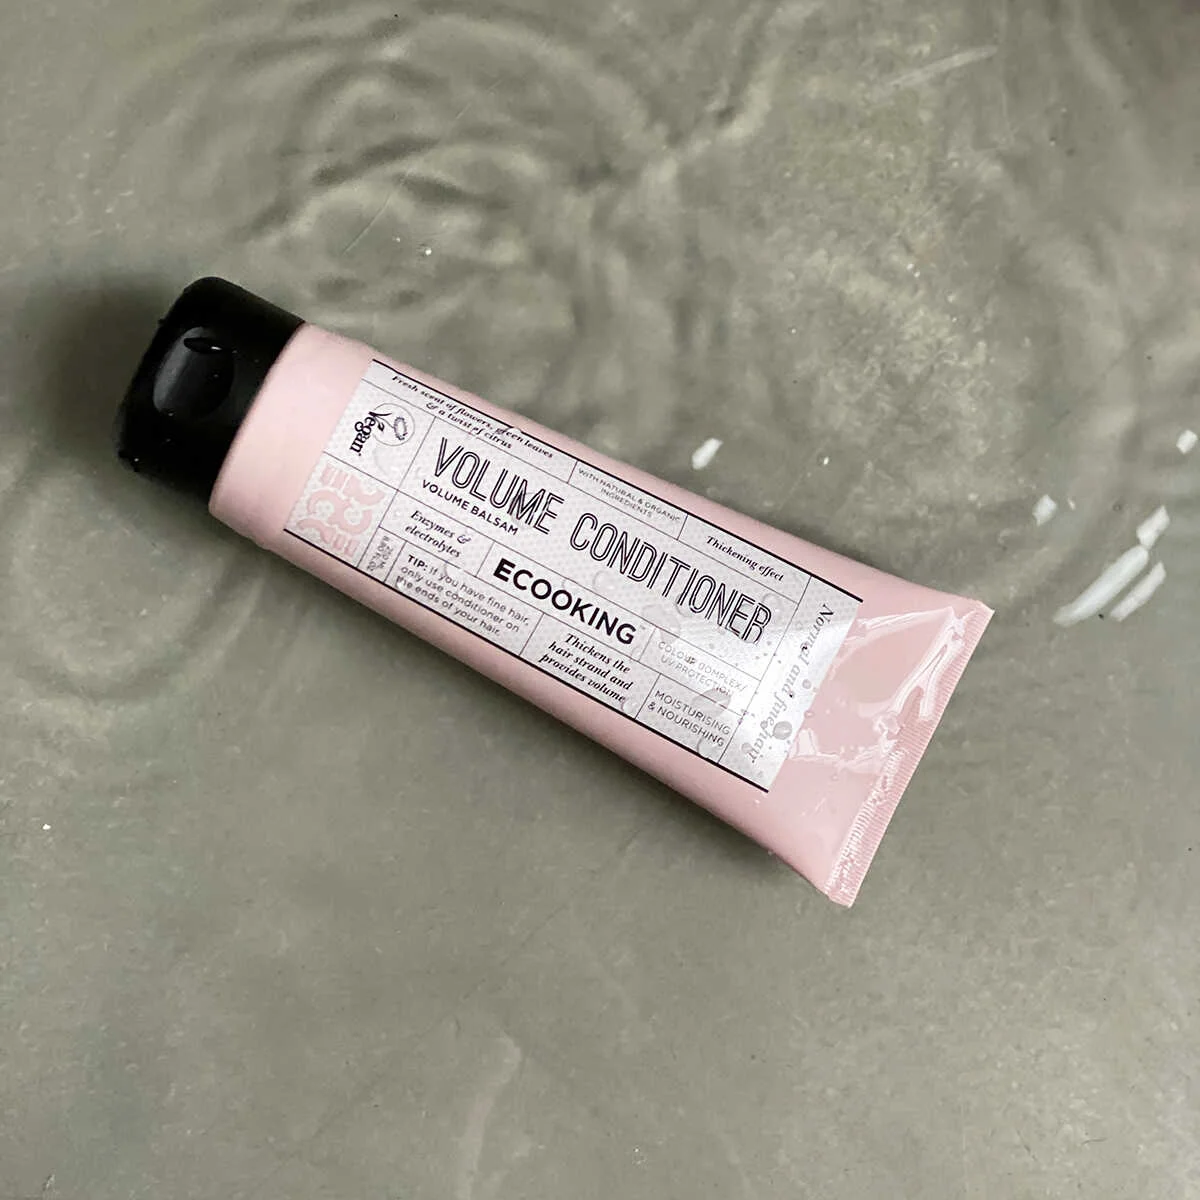 Fresh scent of flowers, green leaves
& a twist of citrus
WITH NATURAL & ORGANIC
INGREDIENTS
Thickening effect
Vegan
VOLUME CONDITIONER
VOLUME BALSAM
Enzymes &
electrolytes
ECOOKING
COLOUR COMPLEX/
UV PROTECTION
TIP: If you have fine hair,
only use conditioner on
the ends of your hair.
Thickens the
hair strand and
provides volume
MOISTURISING
& NOURISHING
Normal and fine hair